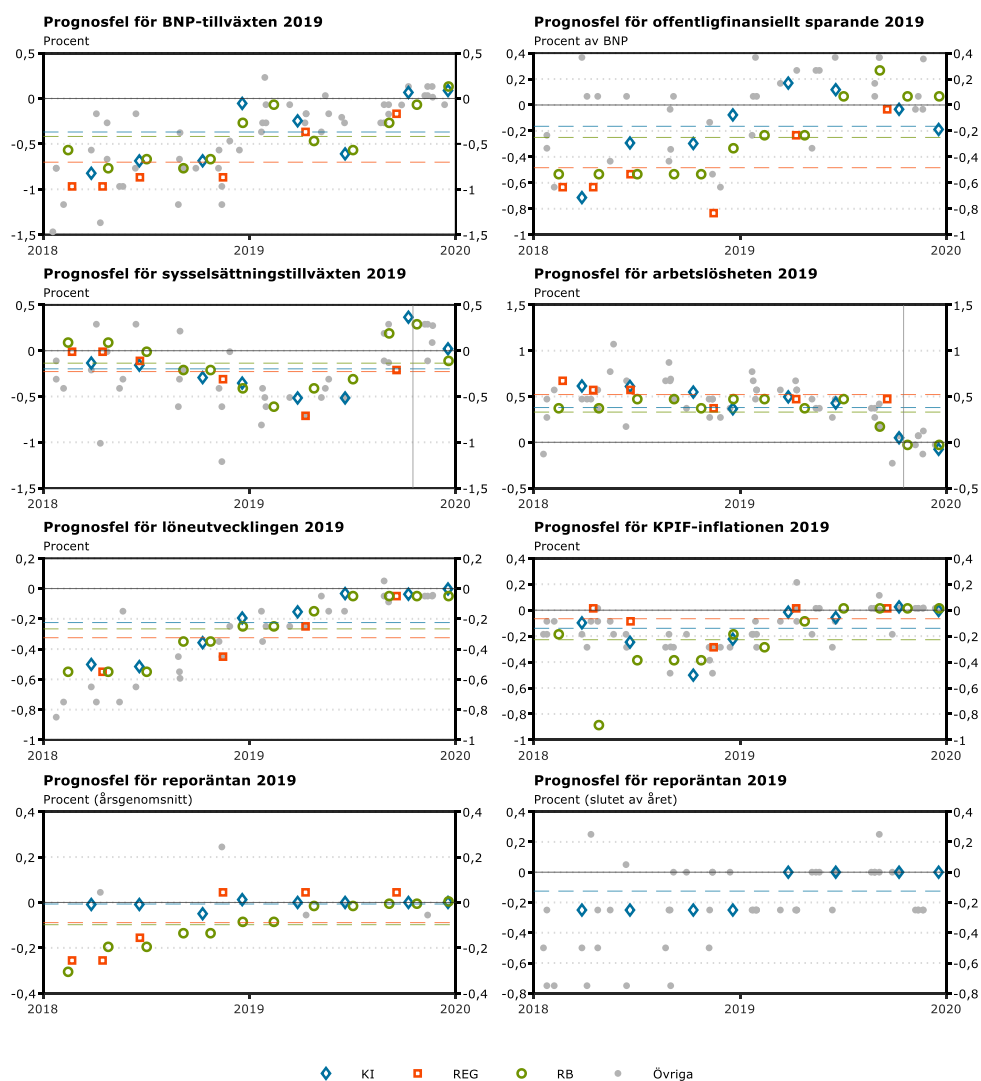 Prognosfel för BNP-tillväxten 2019
Procent
0,5 0,5
0 0
-0,5 -0,5
-1 -1
-1,5 -1,5
2018 2019 2020
Prognosfel för offentligfinansiellt sparande 2019
Procent av BNP
0,4 0,4
0,2 0,2
0 0
-0,2 -0,2
-0,4 -0,4
-0,6 -0,6
-0,8 -0,8
-1 -1
2018 2019 2020
Prognosfel för sysselsättningstillväxten 2019
Procent
0,5 0,5
0 0
-0,5 -0,5
-1 -1
-1,5 -1,5
2018 2019 2020
Prognosfel för arbetslösheten 2019
Procent
1,5 1,5
1 1
0,5 0,5
0 0
-0,5 -0,5
2018 2019 2020
Prognosfel för löneutvecklingen 2019
Procent
0,2 0,2
0 0
-0,2 -0,2
-0,4 -0,4
-0,6 -0,6
-0,8 -0,8
-1 -1
2018 2019 2020
Prognosfel för KPIF-inflationen 2019
Procent
0,4 0,4
0,2 0,2
0 0
-0,2 -0,2
-0,4 -0,4
-0,6 -0,6
-0,8 -0,8
-1 -1
2018 2019 2020
Prognosfel för reporäntan 2019
Procent (årsgenomsnitt)
0,4 0,4
0,2 0,2
0 0
-0,2 -0,2
-0,4 -0,4
2018 2019 2020
Prognosfel för reporäntan 2019
Procent (slutet av året)
0,4 0,4
0,2 0,2
0 0
-0,2 -0,2
-0,4 -0,4
-0,6 -0,6
-0,8 -0,8
2018 2019 2020
KI REG RB Övriga